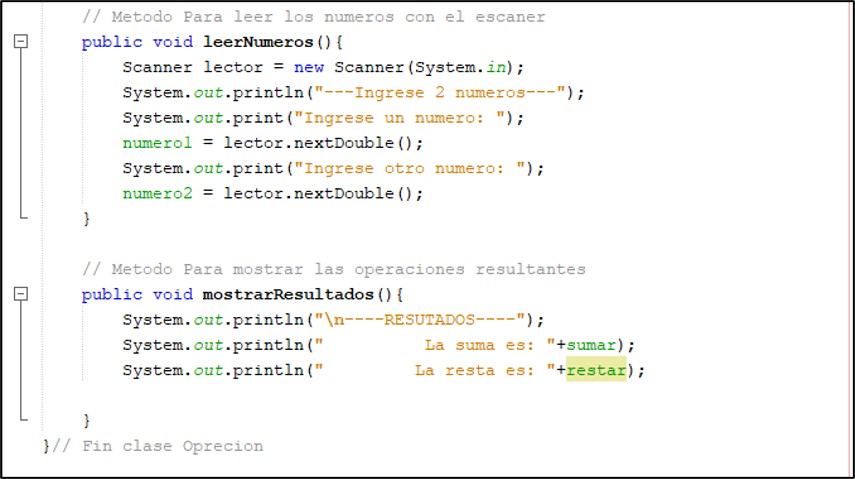 // Metodo Para leer los numeros con el escaner
public void leerNumeros(){
Scanner lector = new Scanner(System.in);
System.out.println("---Ingrese 2 numeros---");
System.out.print("Ingrese un numero: ");
numero1 = lector.nextDouble();
System.out.print("Ingrese otro numero: ");
numero2 = lector.nextDouble();
}
// Metodo Para mostrar las operaciones resultantes
public void mostrarResultados(){
System.out.println("\n----RESUTADOS----");
System.out.println("          La suma es: "+sumar);
System.out.println("         La resta es: "+restar);
}
}// Fin clase Oprecion